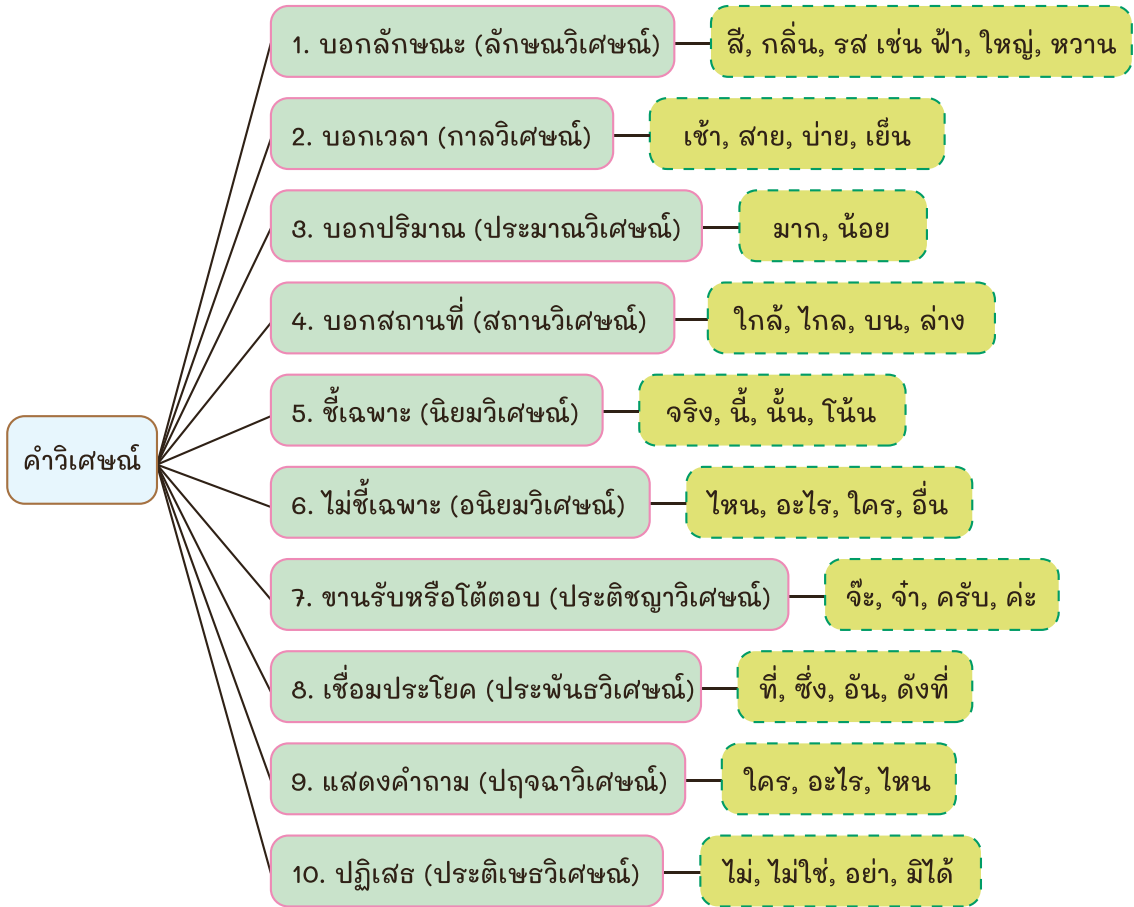 1. บอกลักษณะ (ลักษณวิเศษณ์)
สี, กลิ่น, รส เช่น ฟ้า, ใหญ่, หวาน
2. บอกเวลา (กาลวิเศษณ์)
เช้า, สาย, บ่าย, เย็น
3. บอกปริมาณ (ประมาณวิเศษณ์)
มาก, น้อย
4. บอกสถานที่ (สถานวิเศษณ์)
ใกล้, ไกล, บน, ล่าง
5. ชี้เฉพาะ (นิยมวิเศษณ์)
จริง, นี้, นั้น, โน้น
คำวิเศษณ์
6. ไม่ชี้เฉพาะ (อนิยมวิเศษณ์)
ไหน, อะไร, ใคร, อื่น
7. ขานรับหรือโต้ตอบ (ประติชญาวิเศษณ์)
จ๊ะ, จ๋า, ครับ, ค่ะ
8. เชื่อมประโยค (ประพันธวิเศษณ์)
ที่, ซึ่ง, อัน, ดังที่
9. แสดงคำถาม (ปฤจฉาวิเศษณ์)
ใคร, อะไร, ไหน
10. ปฏิเสธ (ประติเษธวิเศษณ์)
ไม่, ไม่ใช่, อย่า, มิได้